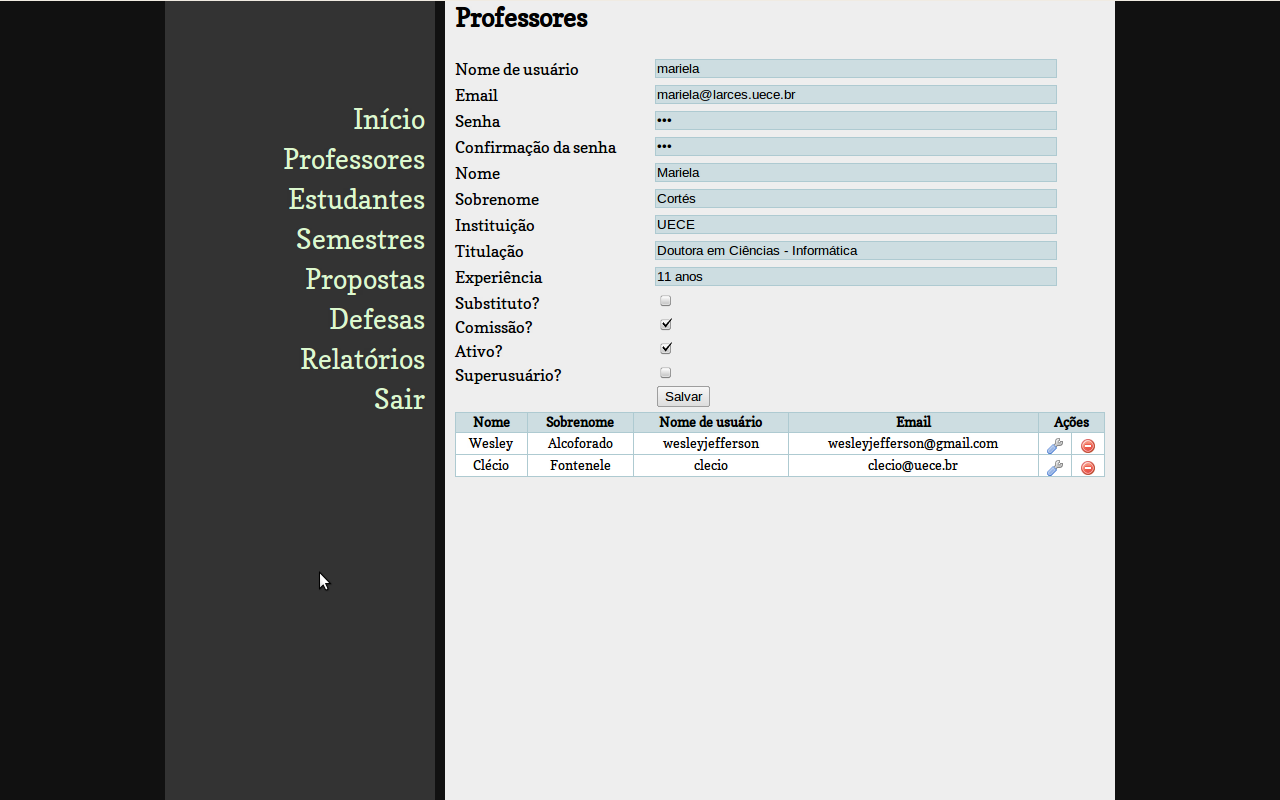 Início
Professores
Estudantes
Semestres
Propostas
Defesas
Relatórios
Sair
Professores
Nome de usuário mariela
Email mariela@larces.uece.br
Senha •••
Confirmação da senha •••
Nome Mariela
Sobrenome Cortés
Instituição UECE
Titulação Doutora em Ciências - Informática
Experiência 11 anos
Substituto?
Comissão?
Ativo?
Superusuário?
Salvar
Nome Sobrenome Nome de usuário Email Ações
Wesley Alcoforado wesleyjefferson wesleyjefferson@gmail.com
Clécio Fontenele clecio clecio@uece.br